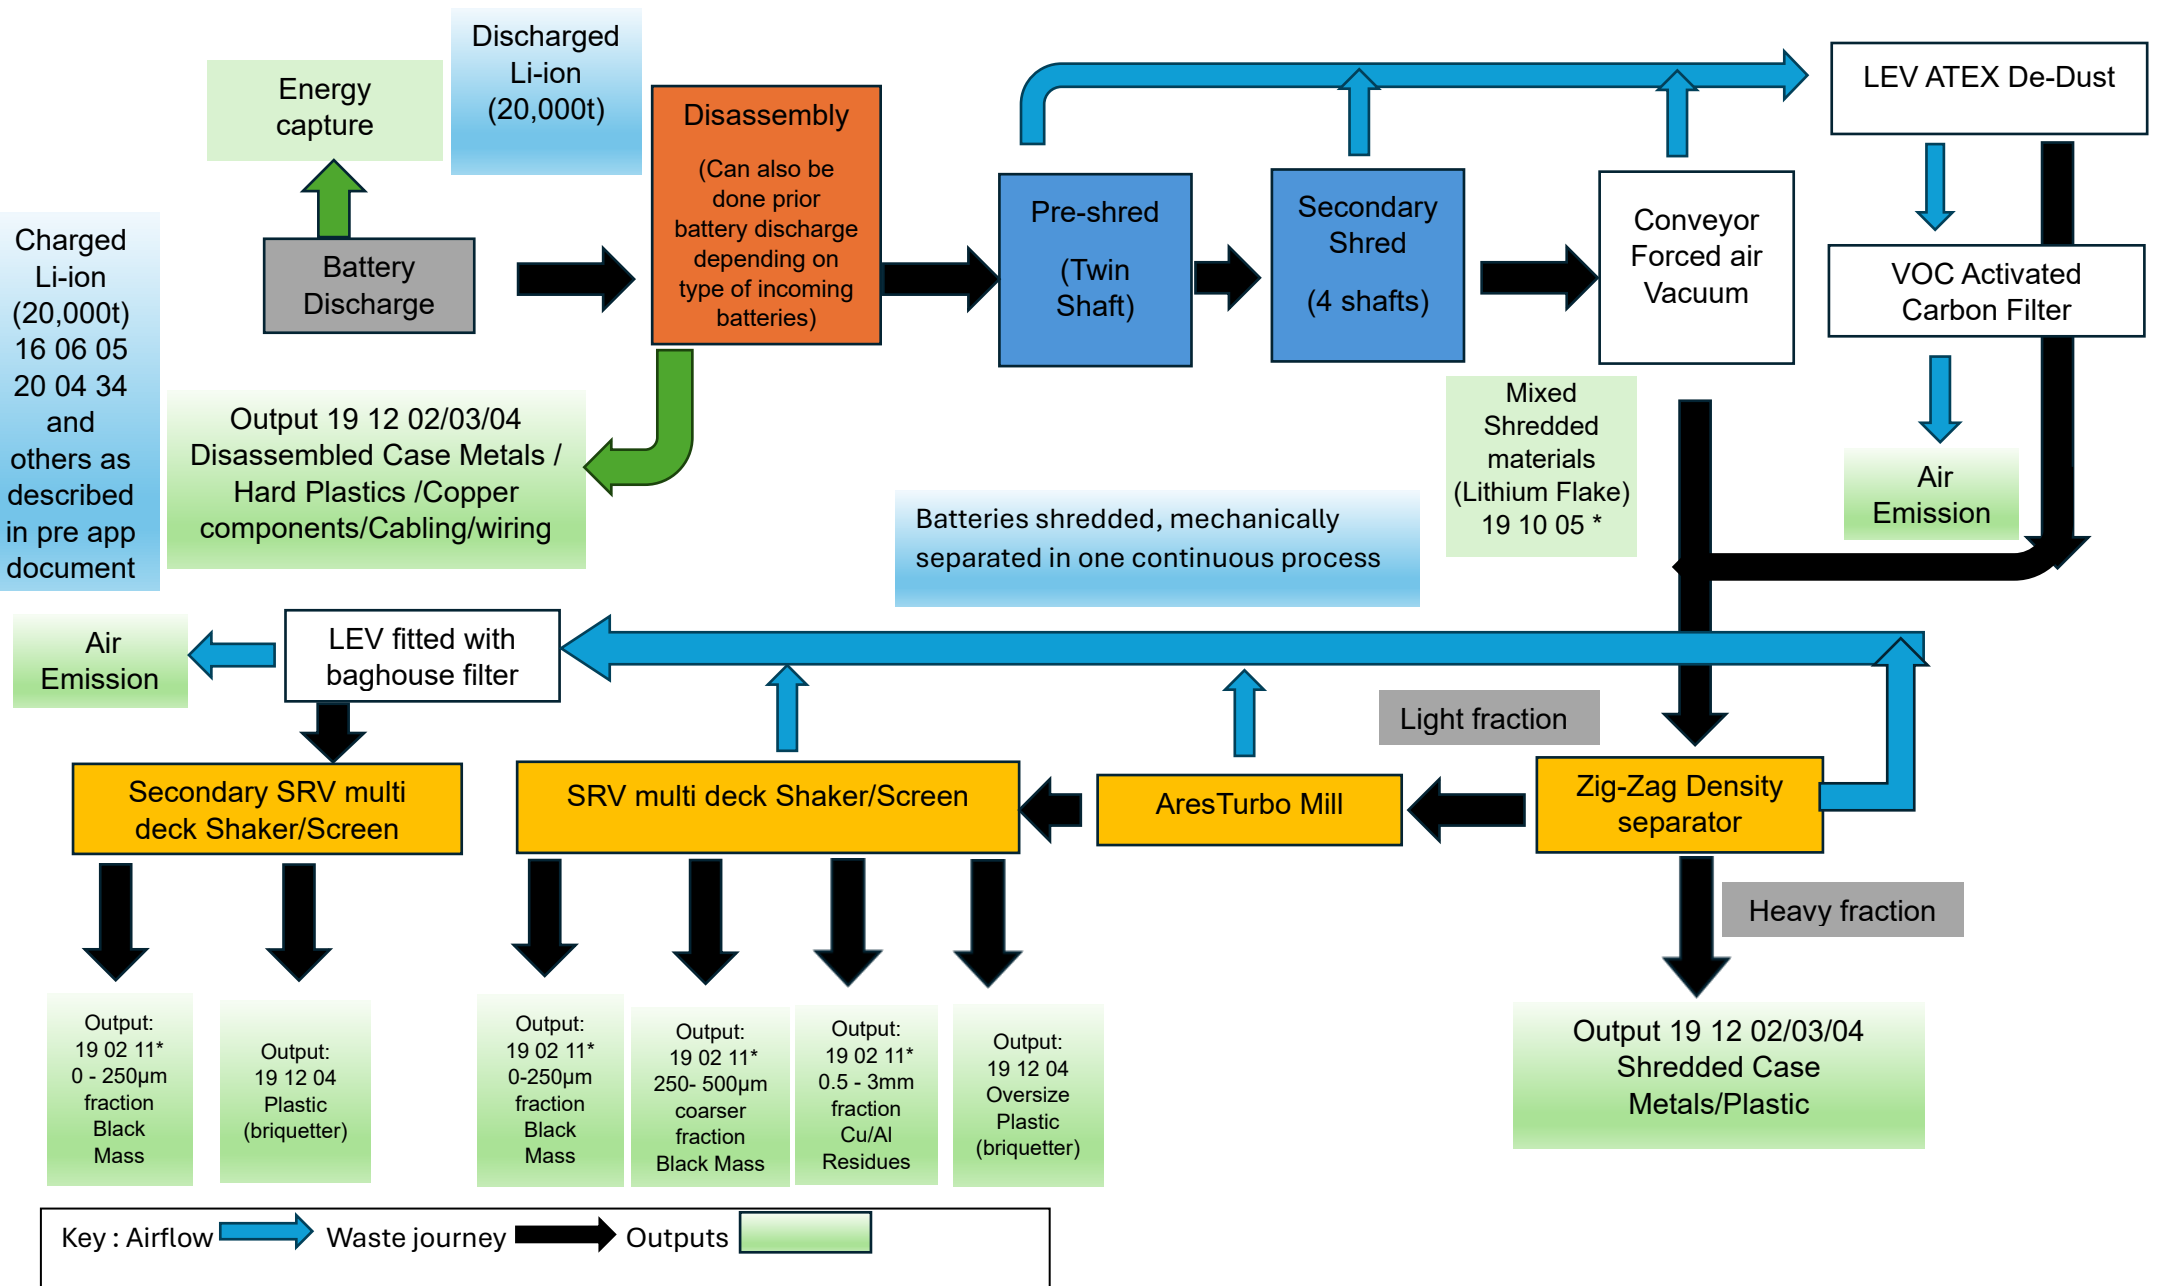 Discharged
Li-ion
(20,000t)
Energy
capture
Disassembly
(Can also be
done prior
battery discharge
depending on
type of incoming
batteries)
LEV ATEX De-Dust
Charged
Li-ion
(20,000t)
16 06 05
20 04 34
and
others as
described
in pre app
document
Battery
Discharge
Pre-shred
(Twin
Shaft)
Secondary
Shred
(4 shafts)
Conveyor
Forced air
Vacuum
VOC Activated
Carbon Filter
Output 19 12 02/03/04
Disassembled Case Metals /
Hard Plastics /Copper
components/Cabling/wiring
Mixed
Shredded
materials
(Lithium Flake)
19 10 05 *
Air
Emission
Batteries shredded, mechanically
separated in one continuous process
Air
Emission
LEV fitted with
baghouse filter
Light fraction
Secondary SRV multi
deck Shaker/Screen
SRV multi deck Shaker/Screen
AresTurbo Mill
Zig-Zag Density
separator
Heavy fraction
Output:
19 02 11*
0 - 250µm
fraction
Black
Mass
Output:
19 12 04
Plastic
(briquetter)
Output:
19 02 11*
0-250µm
fraction
Black
Mass
Output:
19 02 11*
250- 500µm
coarser
fraction
Black Mass
Output:
19 02 11*
0.5 - 3mm
fraction
Cu/Al
Residues
Output:
19 12 04
Oversize
Plastic
(briquetter)
Output 19 12 02/03/04
Shredded Case
Metals/Plastic
Key : Airflow Waste journey Outputs